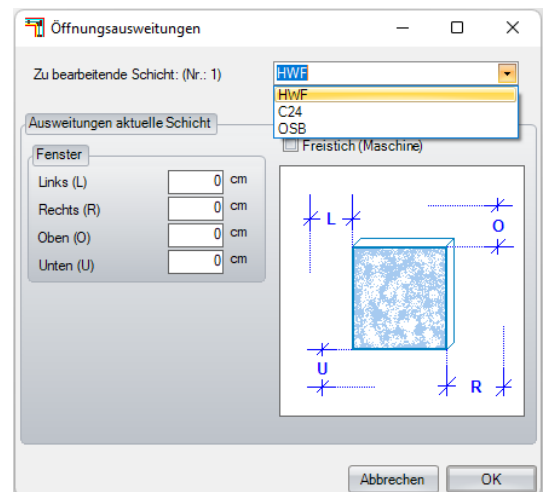 Öffnungsausweitungen
Zu bearbeitende Schicht: (Nr.: 1) HWF
HWF
C24
OSB
Ausweitungen aktuelle Schicht
Freistich (Maschine)
Fenster
Links (L) 0 cm
Rechts (R) 0 cm
Oben (O) 0 cm
Unten (U) 0 cm
L
O
U
R
Abbrechen OK